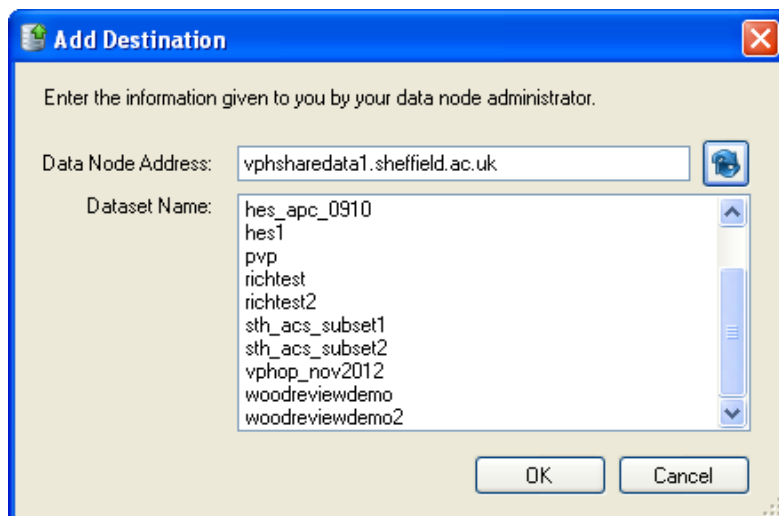 Add Destination
Enter the information given to you by your data node administrator.
Data Node Address: vphsharedata1.sheffield.ac.uk
Dataset Name: hes_apc_0910
hes1
pvp
richtest
richtest2
sth_acs_subset1
sth_acs_subset2
vphop_nov2012
woodreviewdemo
woodreviewdemo2
OK Cancel